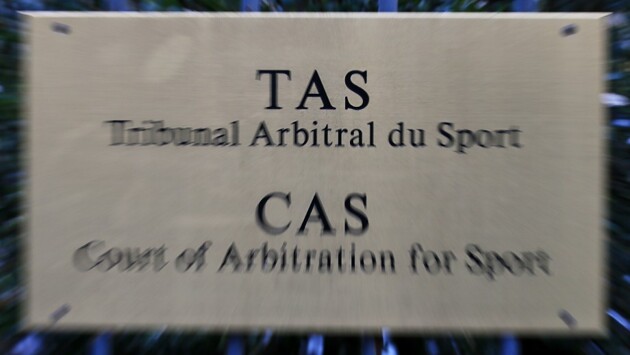 TAS
Tribunal Arbitral du Sport
CAS
Court of Arbitration for Sport